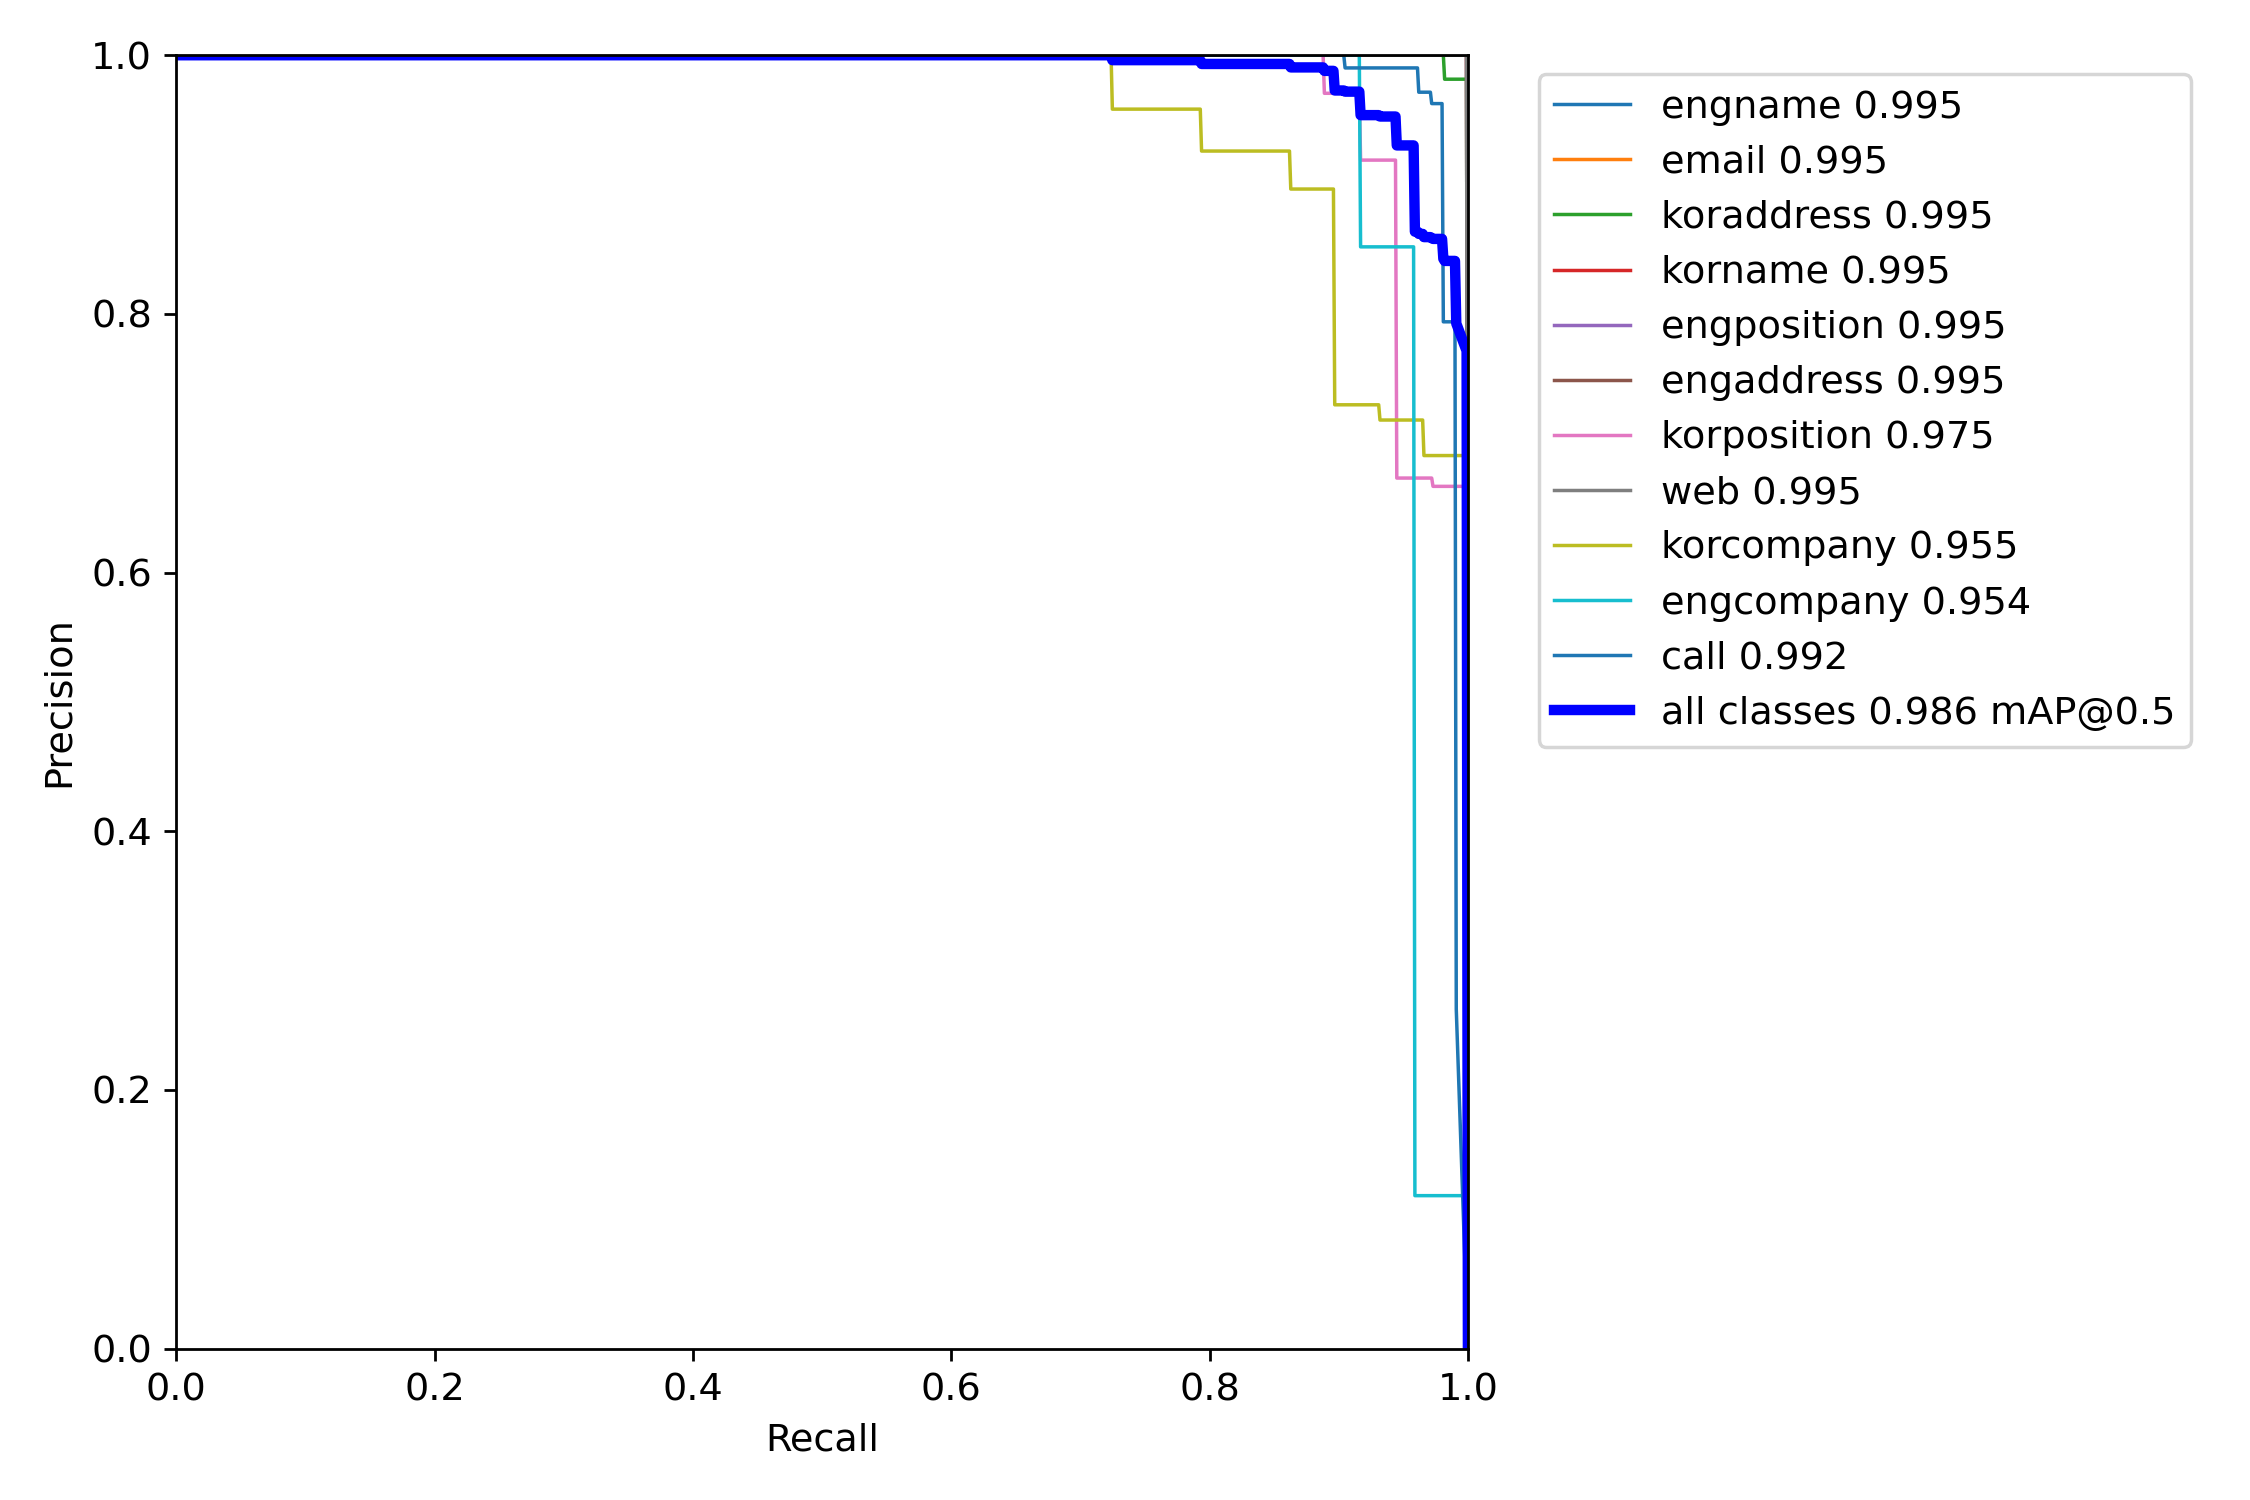 1.0
0.8
0.6
0.4
0.2
0.0
0.0 0.2 0.4 0.6 0.8 1.0
Precision
Recall
engname 0.995
email 0.995
koraddress 0.995
korname 0.995
engposition 0.995
engaddress 0.995
korposition 0.975
web 0.995
korcompany 0.955
engcompany 0.954
call 0.992
all classes 0.986 mAP@0.5